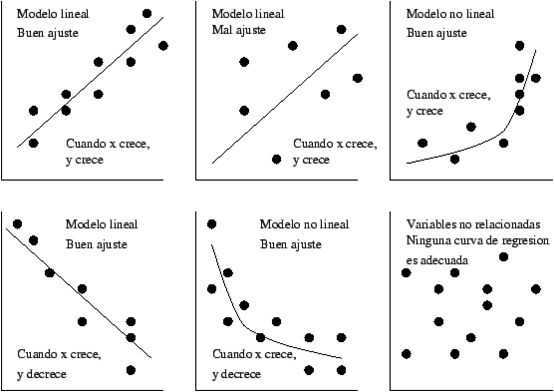 Modelo lineal
Buen ajuste
Cuando x crece,
y crece
Modelo lineal
Mal ajuste
Cuando x crece,
y crece
Modelo no lineal
Buen ajuste
Cuando x crece,
y crece
Modelo lineal
Buen ajuste
Cuando x crece,
y decrece
Modelo no lineal
Buen ajuste
Cuando x crece,
y decrece
Variables no relacionadas
Ninguna curva de regresion
es adecuada